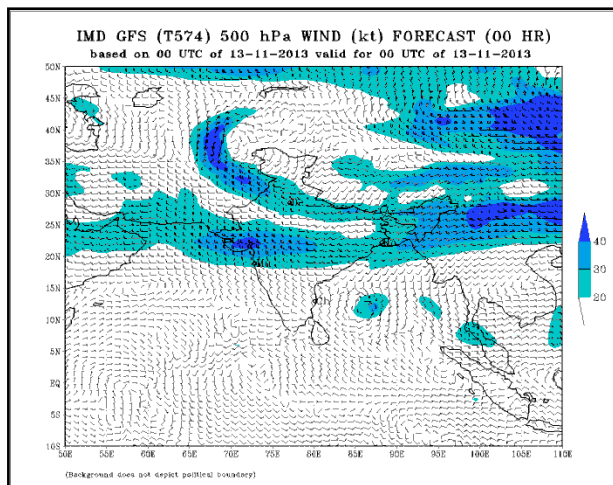 IMD GFS (T574) 500 hPa WIND (kt) FORECAST (00 HR)
based on 00 UTC of 13-11-2013 valid for 00 UTC of 13-11-2013
50N
45N
40N
35N
30N
25N
20N
15N
10N
5N
EQ
5S
10S
50E 55E 60E 65E 70E 75E 80E 85E 90E 95E 100E 105E 110E
40
30
20
(Background does not depict political boundary)